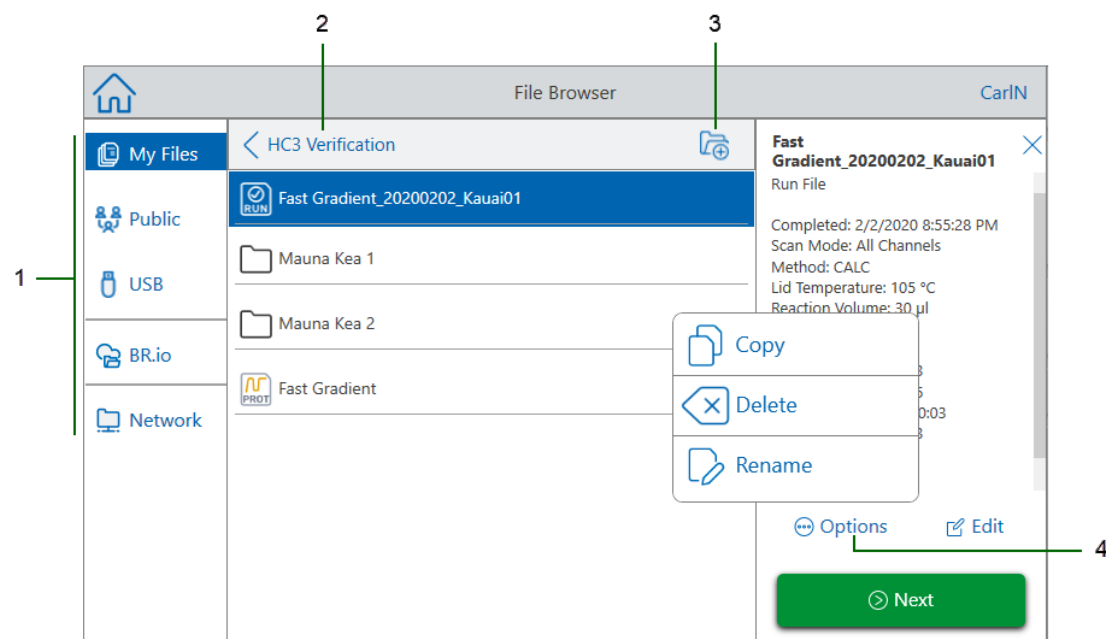 2
3
File Browser
CarlN
1
My Files
Public
USB
BR.io
Network
HC3 Verification
RUN
Fast Gradient_20200202_Kauai01
Mauna Kea 1
Mauna Kea 2
PROT
Fast Gradient
Fast
Gradient_20200202_Kauai01
Run File
Completed: 2/2/2020 8:55:28 PM
Scan Mode: All Channels
Method: CALC
Lid Temperature: 105 °C
Reaction Volume: 30 µl
0:03
Copy
Delete
Rename
Options
Edit
4
Next